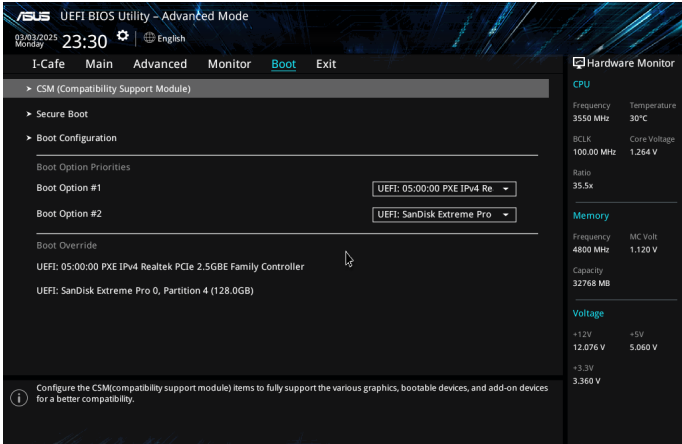 ASUS UEFI BIOS Utility – Advanced Mode
03/03/2025
Monday
23:30
English
I-Cafe Main Advanced Monitor Boot Exit
CSM (Compatibility Support Module)
Secure Boot
Boot Configuration
Boot Option Priorities
Boot Option #1 UEFI: 05:00:00 PXE IPv4 Re
Boot Option #2 UEFI: SanDisk Extreme Pro
Boot Override
UEFI: 05:00:00 PXE IPv4 Realtek PCIe 2.5GBE Family Controller
UEFI: SanDisk Extreme Pro 0, Partition 4 (128.0GB)
Configure the CSM(compatibility support module) items to fully support the various graphics, bootable devices, and add-on devices
for a better compatibility.
Hardware Monitor
CPU
Frequency Temperature
3550 MHz 30°C
BCLK Core Voltage
100.00 MHz 1.264 V
Ratio
35.5x
Memory
Frequency MC Volt
4800 MHz 1.120 V
Capacity
32768 MB
Voltage
+12V +5V
12.076 V 5.060 V
+3.3V
3.360 V